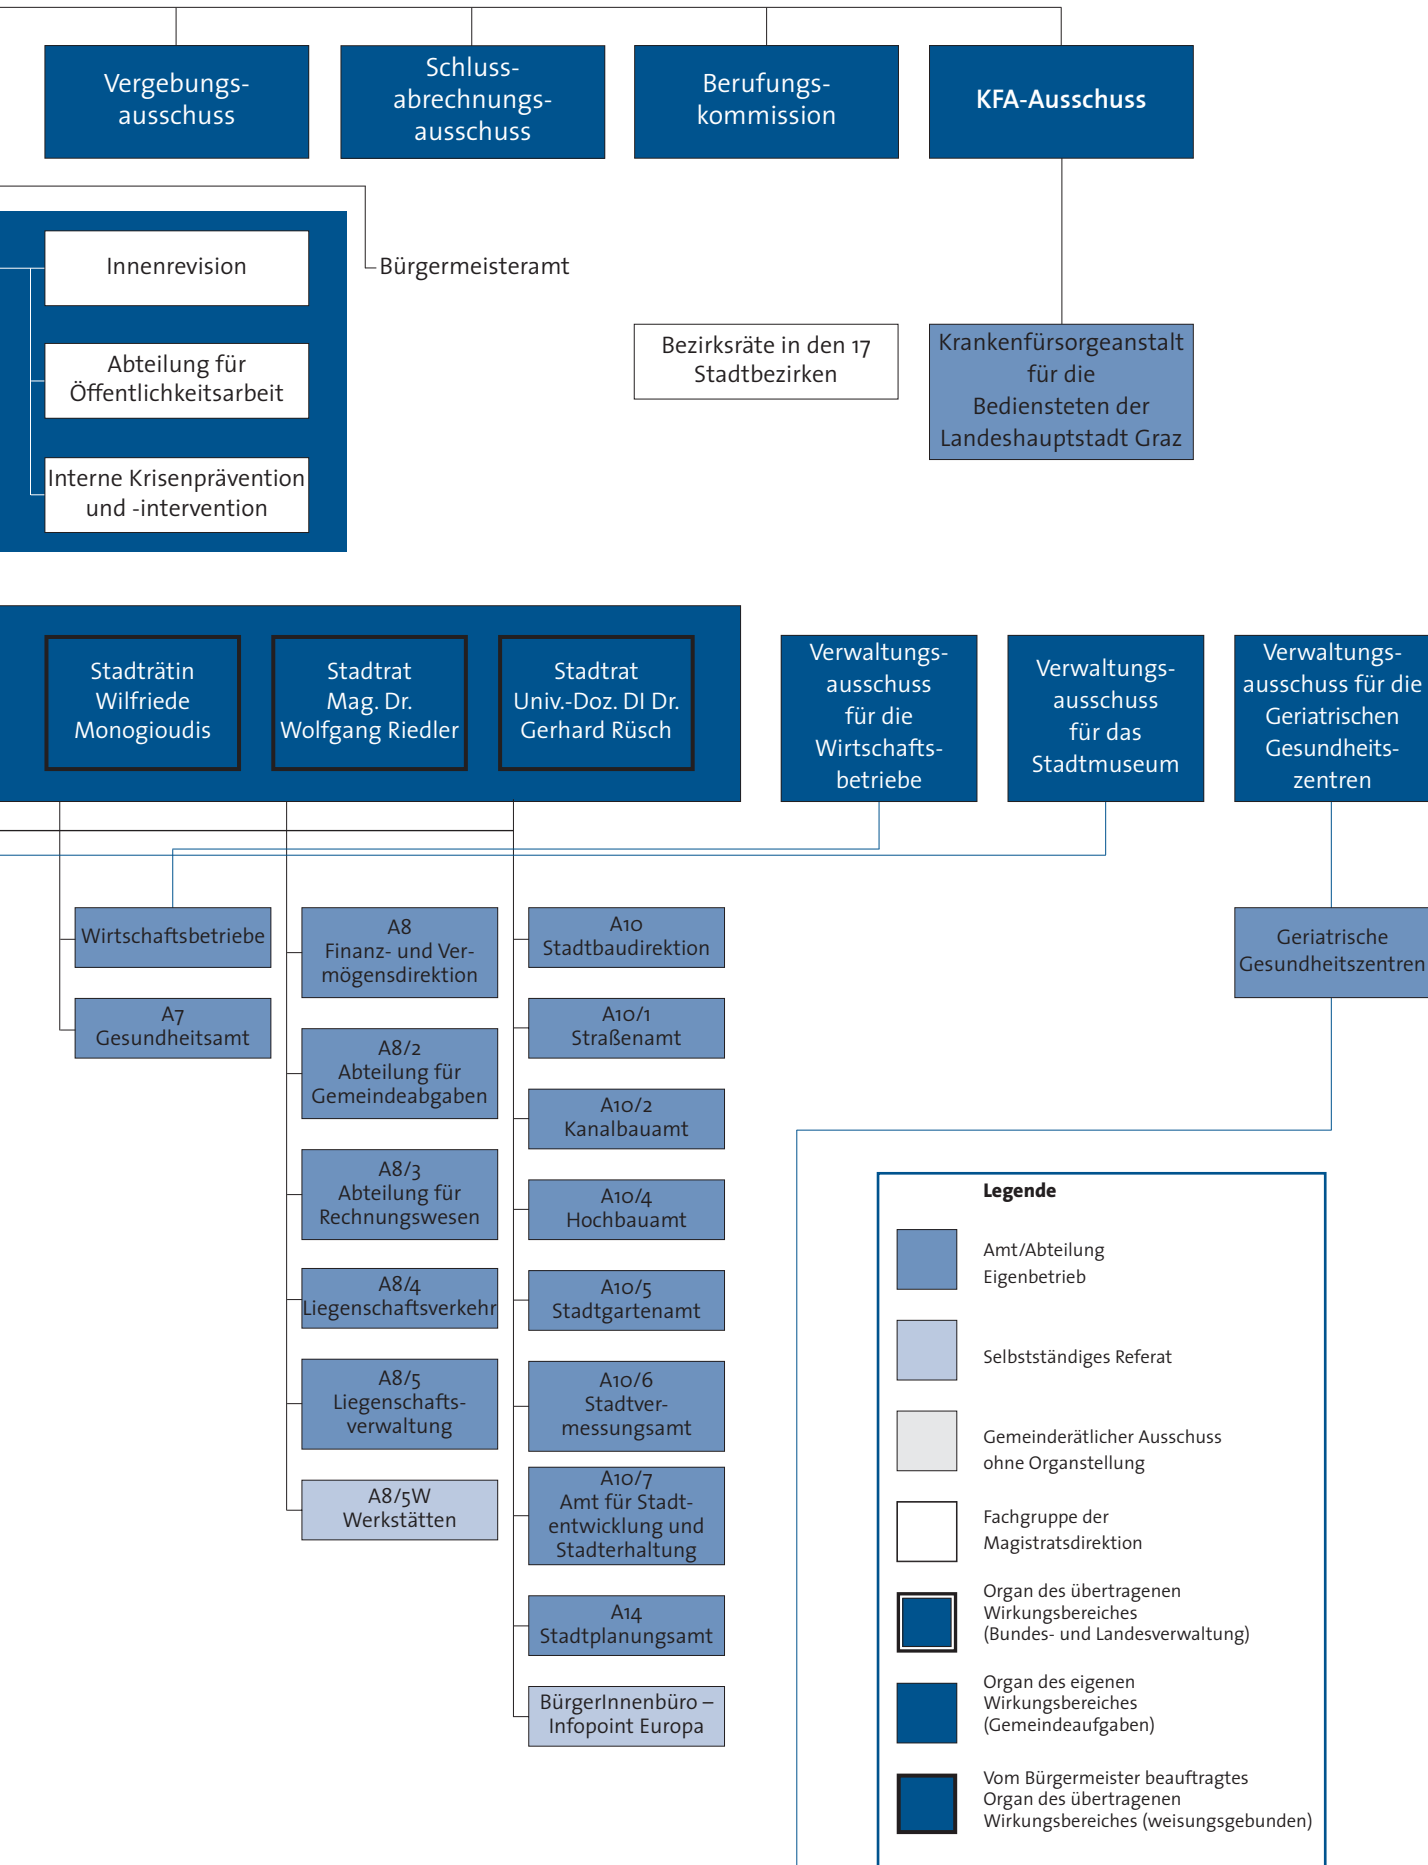 Vergebungs-
ausschuss
Schluss-
abrechnungs-
ausschuss
Berufungs-
kommission
KFA-Ausschuss
Innenrevision
Bürgermeisteramt
Abteilung für
Öffentlichkeitsarbeit
Interne Krisenprävention
und -intervention
Bezirksräte in den 17
Stadtbezirken
Krankenfürsorgeanstalt
für die
Bediensteten der
Landeshauptstadt Graz
Stadträtin
Wilfriede
Monogioudis
Stadtrat
Mag. Dr.
Wolfgang Riedler
Stadtrat
Univ.-Doz. DI Dr.
Gerhard Rüsch
Verwaltungs-
ausschuss
für die
Wirtschafts-
betriebe
Verwaltungs-
ausschuss
für das
Stadtmuseum
Verwaltungs-
ausschuss für die
Geriatrischen
Gesundheits-
zentren
Wirtschaftsbetriebe
A7
Gesundheitsamt
A8
Finanz- und Ver-
mögensdirektion
A8/2
Abteilung für
Gemeindeabgaben
A8/3
Abteilung für
Rechnungswesen
A8/4
Liegenschaftsverkehr
A8/5
Liegenschafts-
verwaltung
A8/5W
Werkstätten
A10
Stadtbaudirektion
A10/1
Straßenamt
A10/2
Kanalbauamt
A10/4
Hochbauamt
A10/5
Stadtgartenamt
A10/6
Stadtver-
messungsamt
A10/7
Amt für Stadt-
entwicklung und
Stadterhaltung
A14
Stadtplanungsamt
BürgerInnenbüro –
Infopoint Europa
Geriatrische
Gesundheitszentren
Legende
Amt/Abteilung
Eigenbetrieb
Selbstständiges Referat
Gemeinderätlicher Ausschuss
ohne Organstellung
Fachgruppe der
Magistratsdirektion
Organ des übertragenen
Wirkungsbereiches
(Bundes- und Landesverwaltung)
Organ des eigenen
Wirkungsbereiches
(Gemeindeaufgaben)
Vom Bürgermeister beauftragtes
Organ des übertragenen
Wirkungsbereiches (weisungsgebunden)